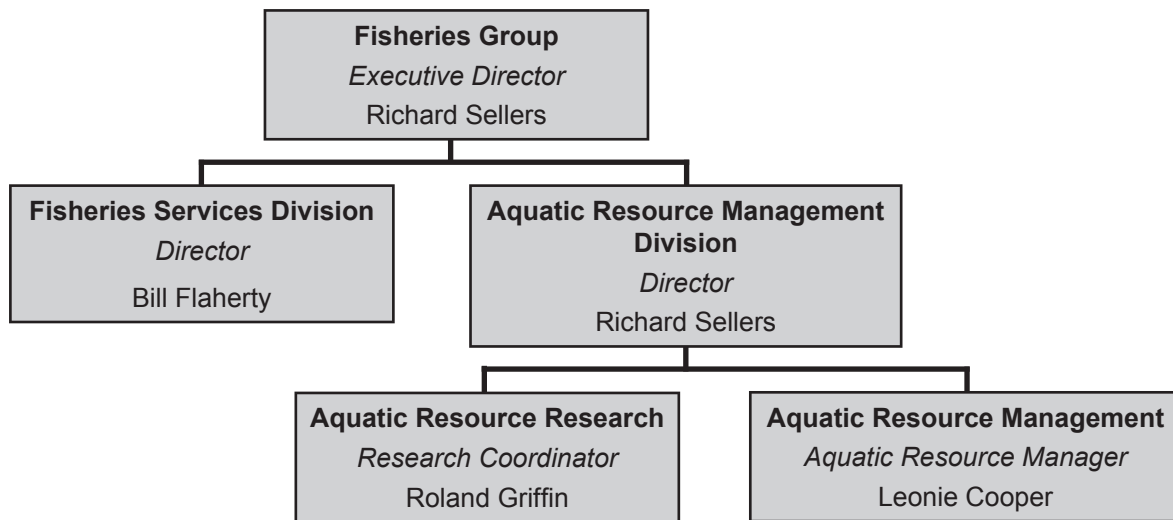 Fisheries Group
Executive Director
Richard Sellers
Fisheries Services Division
Director
Bill Flaherty
Aquatic Resource Management
Division
Director
Richard Sellers
Aquatic Resource Research
Research Coordinator
Roland Griffin
Aquatic Resource Management
Aquatic Resource Manager
Leonie Cooper